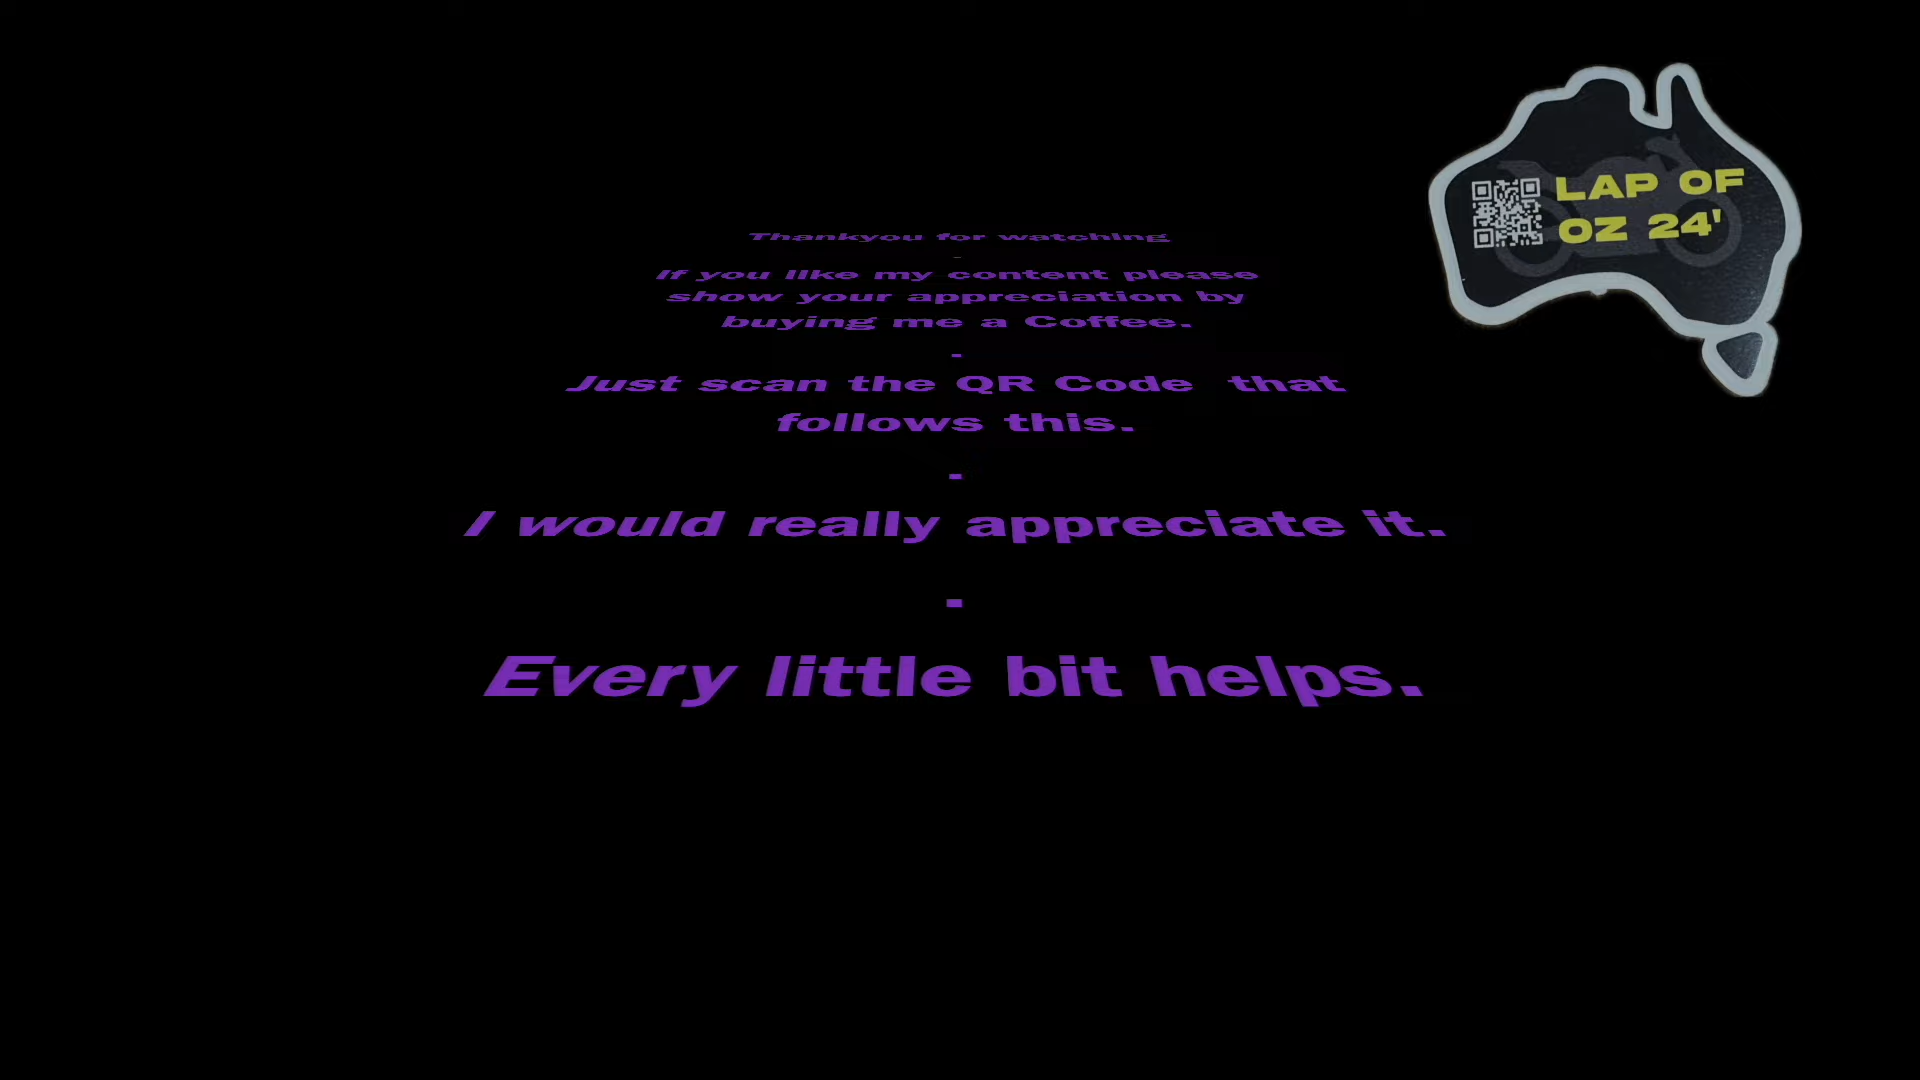 Thankyou for watching
-
If you like my content please
show your appreciation by
buying me a Coffee.
-
Just scan the QR Code  that
follows this.
-
I would really appreciate it.
-
Every little bit helps.
LAP OF
OZ 24'